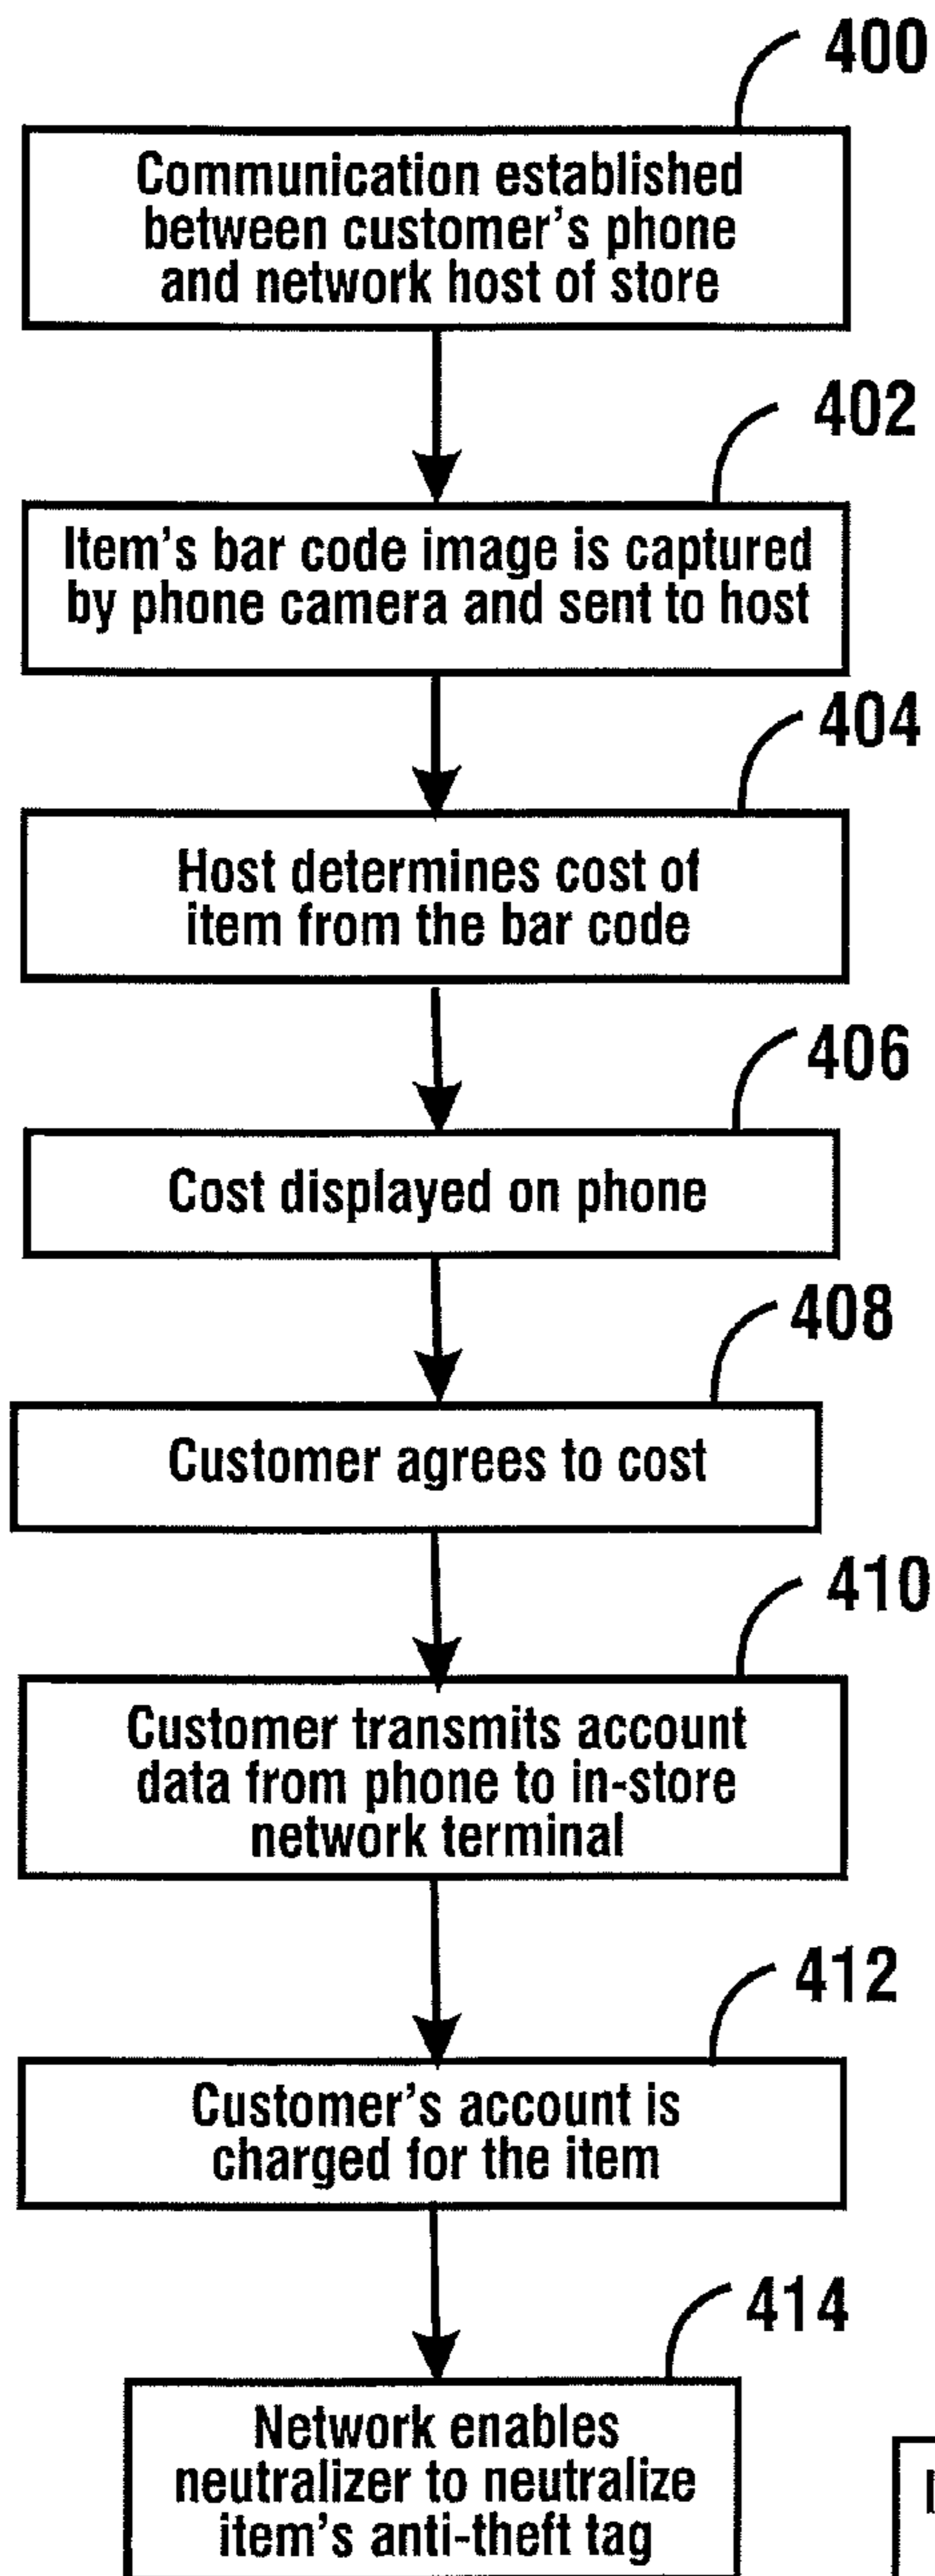 400
Communication established
between customer's phone
and network host of store
402
Item's bar code image is captured
by phone camera and sent to host
404
Host determines cost of
item from the bar code
406
Cost displayed on phone
408
Customer agrees to cost
410
Customer transmits account
data from phone to in-store
network terminal
412
Customer's account is
charged for the item
414
Network enables
neutralizer to neutralize
item's anti-theft tag